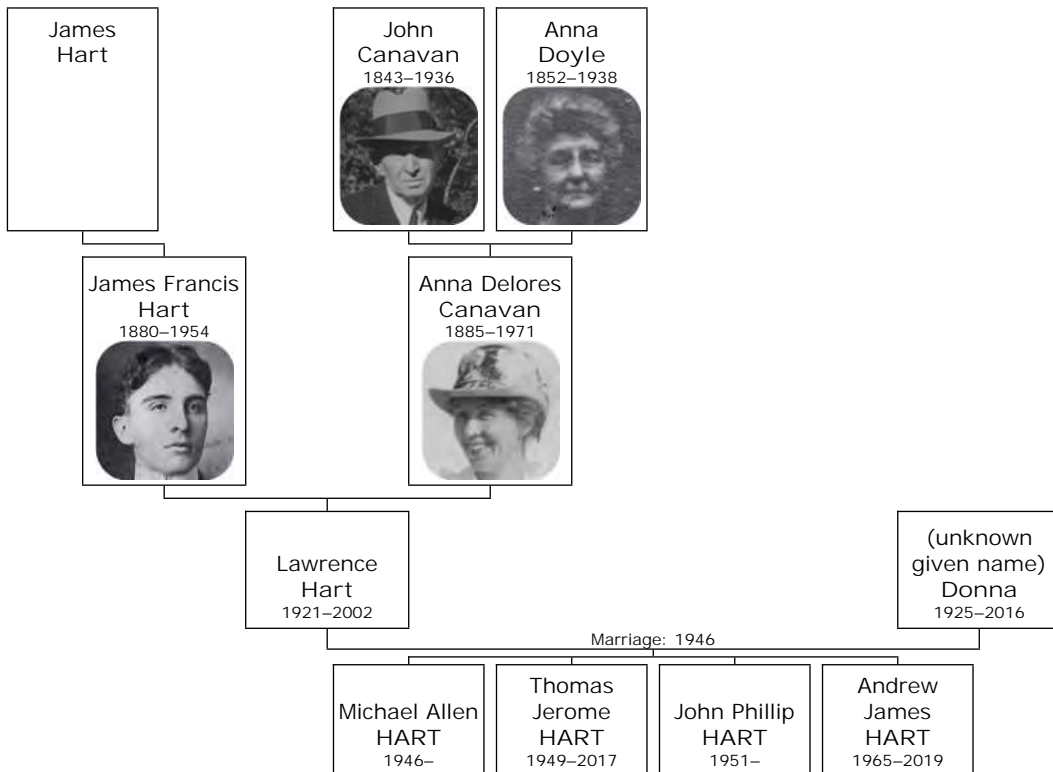 James
Hart
John
Canavan
1843–1936
Anna
Doyle
1852–1938
James Francis
Hart
1880–1954
Anna Delores
Canavan
1885–1971
Lawrence
Hart
1921–2002
(unknown
given name)
Donna
1925–2016
Marriage: 1946
Michael Allen
HART
1946–
Thomas
Jerome
HART
1949–2017
John Phillip
HART
1951–
Andrew
James
HART
1965–2019